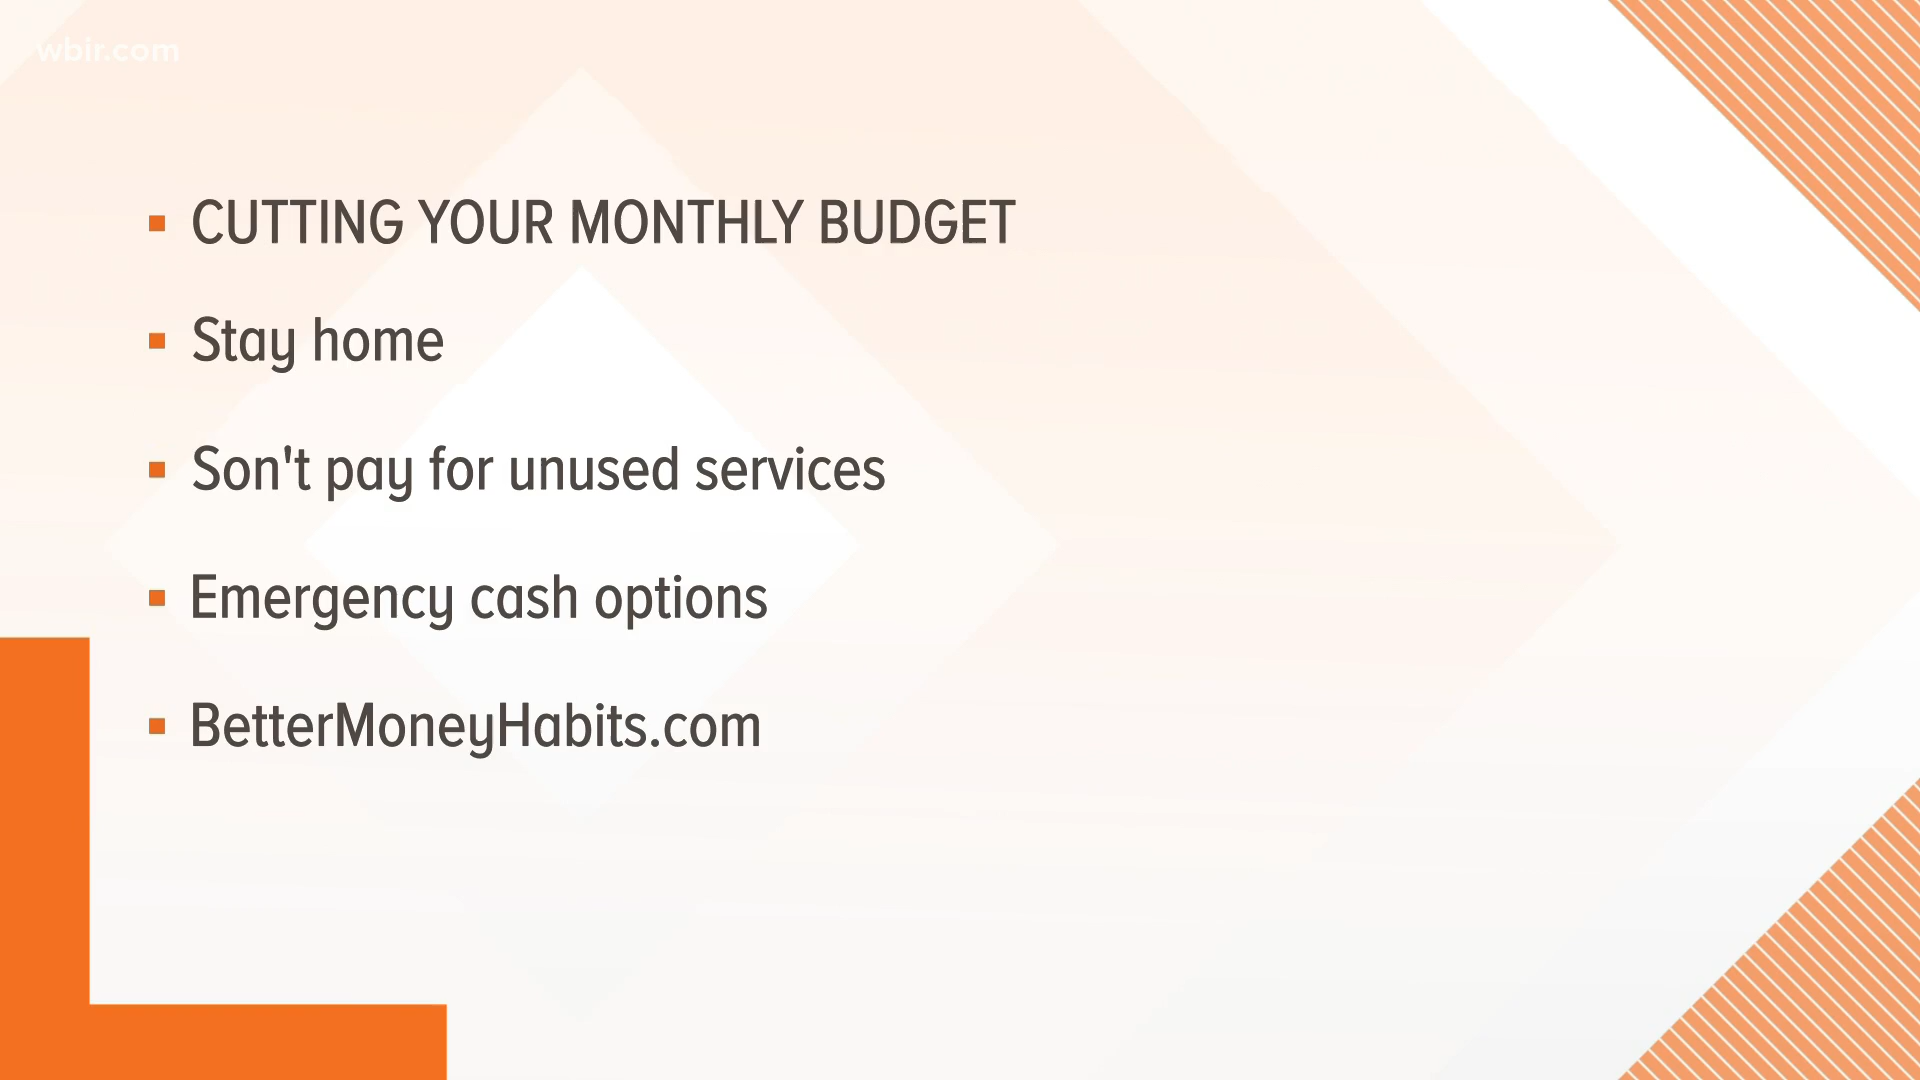 wbir.com
CUTTING YOUR MONTHLY BUDGET
Stay home
Son't pay for unused services
Emergency cash options
BetterMoneyHabits.com